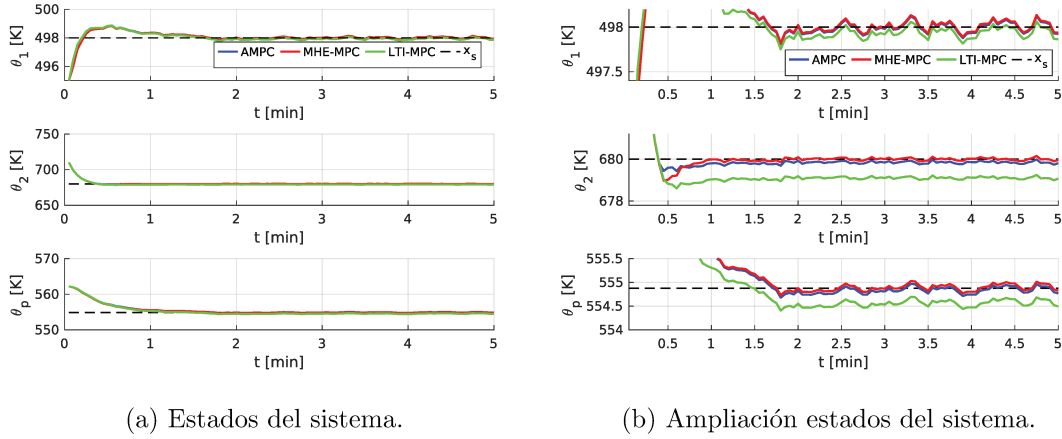 500
498
496
θ1 [K]
AMPC MHE-MPC LTI-MPC xs
0 1 2 3 4 5
t [min]
750
700
650
θ2 [K]
0 1 2 3 4 5
t [min]
570
560
550
θp [K]
0 1 2 3 4 5
t [min]
(a) Estados del sistema.
498
497.5
θ1 [K]
AMPC MHE-MPC LTI-MPC xs
0.5 1 1.5 2 2.5 3 3.5 4 4.5 5
t [min]
680
678
θ2 [K]
0.5 1 1.5 2 2.5 3 3.5 4 4.5 5
t [min]
555.5
555
554.5
554
θp [K]
0.5 1 1.5 2 2.5 3 3.5 4 4.5 5
t [min]
(b) Ampliación estados del sistema.